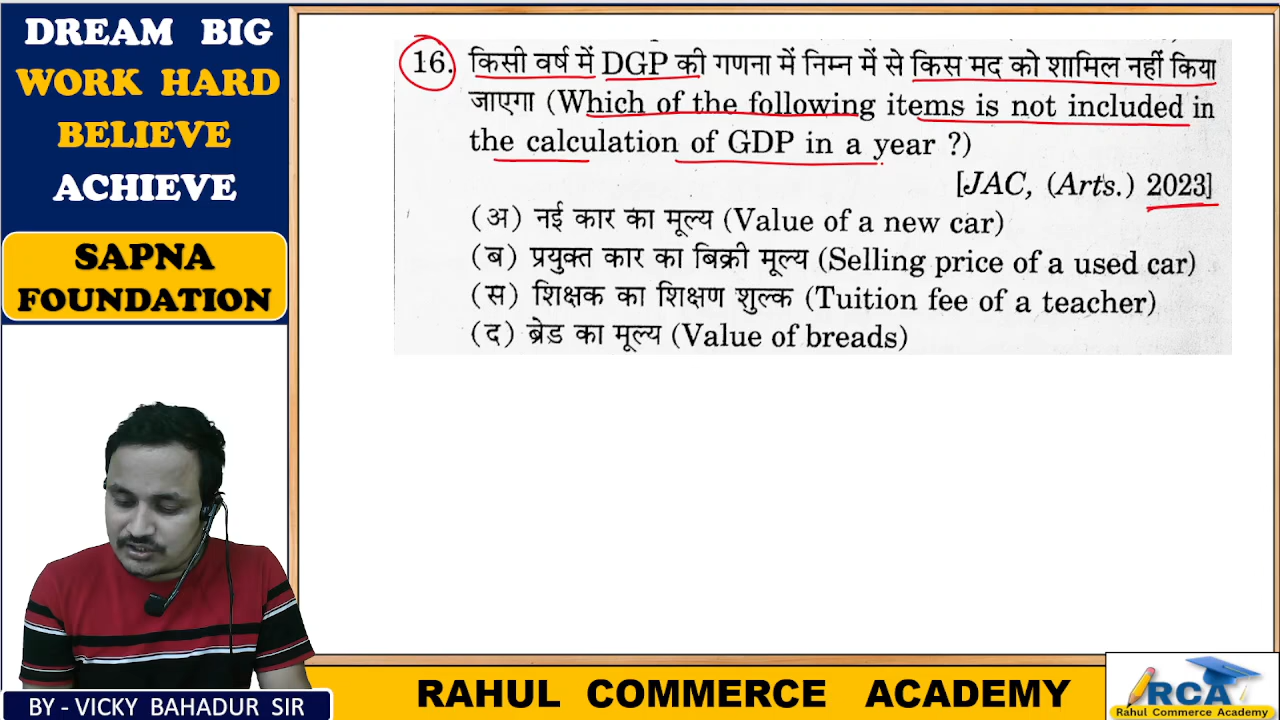 DREAM BIG
WORK HARD
BELIEVE
ACHIEVE
SAPNA
FOUNDATION
16. किसी वर्ष में DGP की गणना में निम्न में से किस मद को शामिल नहीं किया
जाएगा (Which of the following items is not included in
the calculation of GDP in a year ?)
[JAC, (Arts.) 2023]
(अ) नई कार का मूल्य (Value of a new car)
(ब) प्रयुक्त कार का बिक्री मूल्य (Selling price of a used car)
(स) शिक्षक का शिक्षण शुल्क (Tuition fee of a teacher)
(द) ब्रेड का मूल्य (Value of breads)
BY - VICKY BAHADUR SIR
RAHUL COMMERCE ACADEMY
RCA
Rahul Commerce Academy